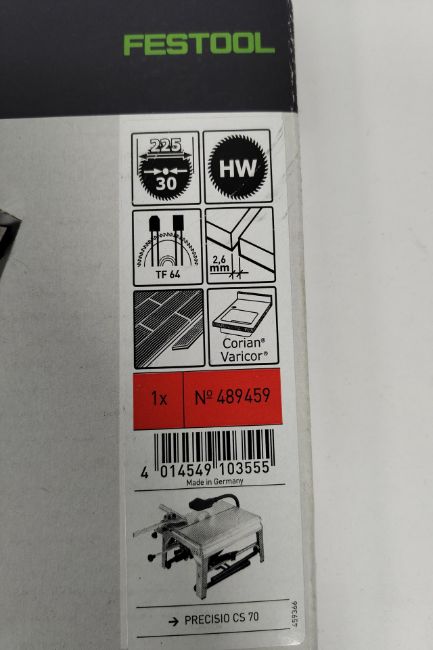 FESTOOL
225
30
HW
TF 64
2,6
mm
Corian®
Varicor®
1x Nº 489459
4 014549 103555
Made in Germany
459366
→ PRECISIO CS 70